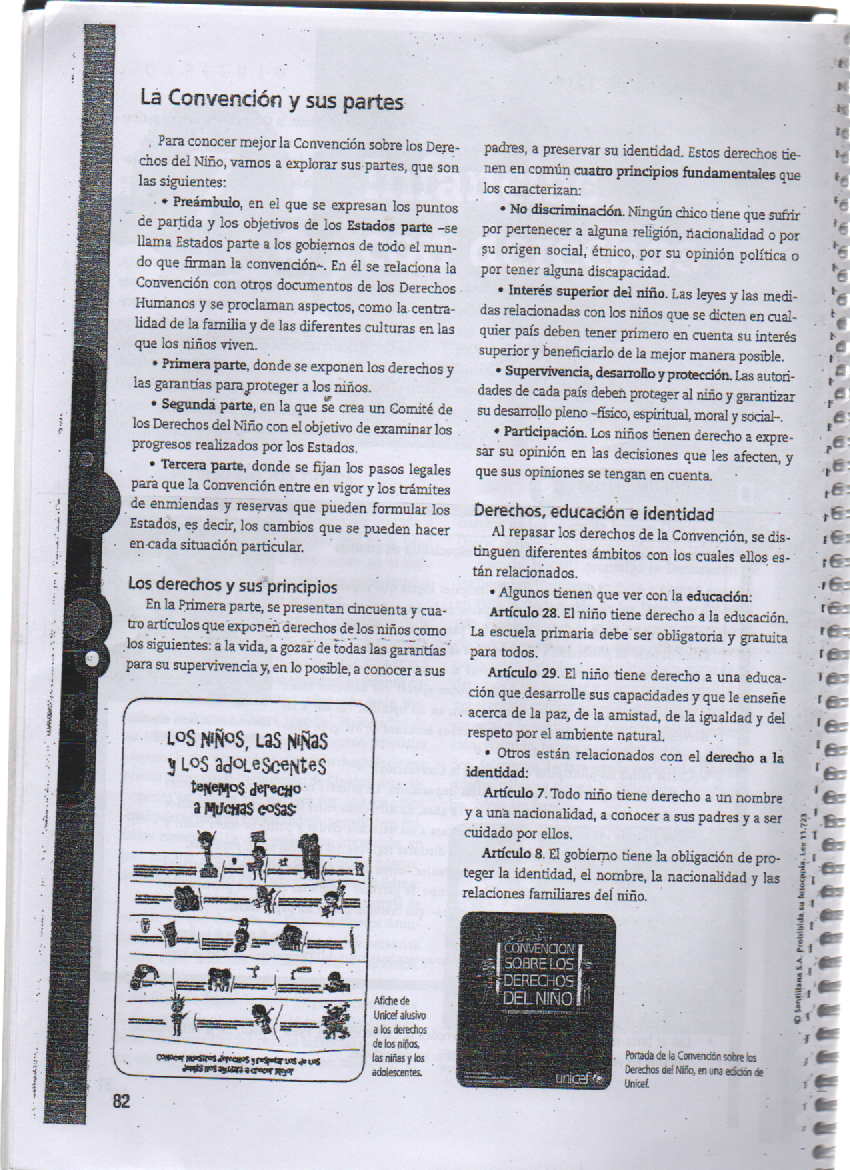 La Convención y sus partes
Para conocer mejor la Convención sobre los Dere-
chos del Niño, vamos a explorar sus partes, que son
las siguientes:
• Preámbulo, en el que se expresan los puntos
de partida y los objetivos de los Estados parte –se
llama Estados parte a los gobiernos de todo el mun-
do que firman la convención–. En él se relaciona la
Convención con otros documentos de los Derechos
Humanos y se proclaman aspectos, como la centra-
lidad de la familia y de las diferentes culturas en las
que los niños viven.
• Primera parte, donde se exponen los derechos y
las garantías para proteger a los niños.
• Segunda parte, en la que se crea un Comité de
los Derechos del Niño con el objetivo de examinar los
progresos realizados por los Estados.
• Tercera parte, donde se fijan los pasos legales
para que la Convención entre en vigor y los trámites
de enmiendas y reservas que pueden formular los
Estados, es decir, los cambios que se pueden hacer
en cada situación particular.
Los derechos y sus principios
En la Primera parte, se presentan cincuenta y cua-
tro artículos que exponen derechos de los niños como
los siguientes: a la vida, a gozar de todas las garantías
para su supervivencia y, en lo posible, a conocer a sus
padres, a preservar su identidad. Estos derechos tie-
nen en común cuatro principios fundamentales que
los caracterizan:
• No discriminación. Ningún chico tiene que sufrir
por pertenecer a alguna religión, nacionalidad o por
su origen social, étnico, por su opinión política o
por tener alguna discapacidad.
• Interés superior del niño. Las leyes y las medi-
das relacionadas con los niños que se dicten en cual-
quier país deben tener primero en cuenta su interés
superior y beneficiarlo de la mejor manera posible.
• Supervivencia, desarrollo y protección. Las autori-
dades de cada país deben proteger al niño y garantizar
su desarrollo pleno –físico, espiritual, moral y social–.
• Participación. Los niños tienen derecho a expre-
sar su opinión en las decisiones que les afecten, y
que sus opiniones se tengan en cuenta.
Derechos, educación e identidad
Al repasar los derechos de la Convención, se dis-
tinguen diferentes ámbitos con los cuales ellos es-
tán relacionados.
• Algunos tienen que ver con la educación:
Artículo 28. El niño tiene derecho a la educación.
La escuela primaria debe ser obligatoria y gratuita
para todos.
Artículo 29. El niño tiene derecho a una educa-
ción que desarrolle sus capacidades y que le enseñe
acerca de la paz, de la amistad, de la igualdad y del
respeto por el ambiente natural.
• Otros están relacionados con el derecho a la
identidad:
Artículo 7. Todo niño tiene derecho a un nombre
y a una nacionalidad, a conocer a sus padres y a ser
cuidado por ellos.
Artículo 8. El gobierno tiene la obligación de pro-
teger la identidad, el nombre, la nacionalidad y las
relaciones familiares del niño.
LOS NIÑOS, LAS NIÑAS
y LOS adOLesCeNtes
teNemos deRecHO
a MUCHAS COSAS:
Afiche de
Unicef alusivo
a los derechos
de los niños,
las niñas y los
adolescentes.
CONVENCIÓN
SOBRE LOS
DERECHOS
DEL NIÑO
unicef
Portada de la Convención sobre los
Derechos del Niño, en una edición de
Unicef.
© Santillana S.A. Prohibida su fotocopia. Ley 11.723
82